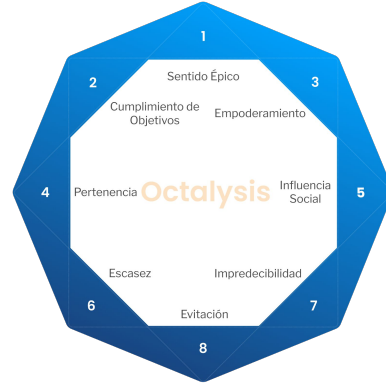 1
Sentido Épico
2
3
Cumplimiento de
Objetivos
Empoderamiento
4
Pertenencia
Octalysis
Influencia
Social
5
Escasez
Impredecibilidad
6
7
Evitación
8